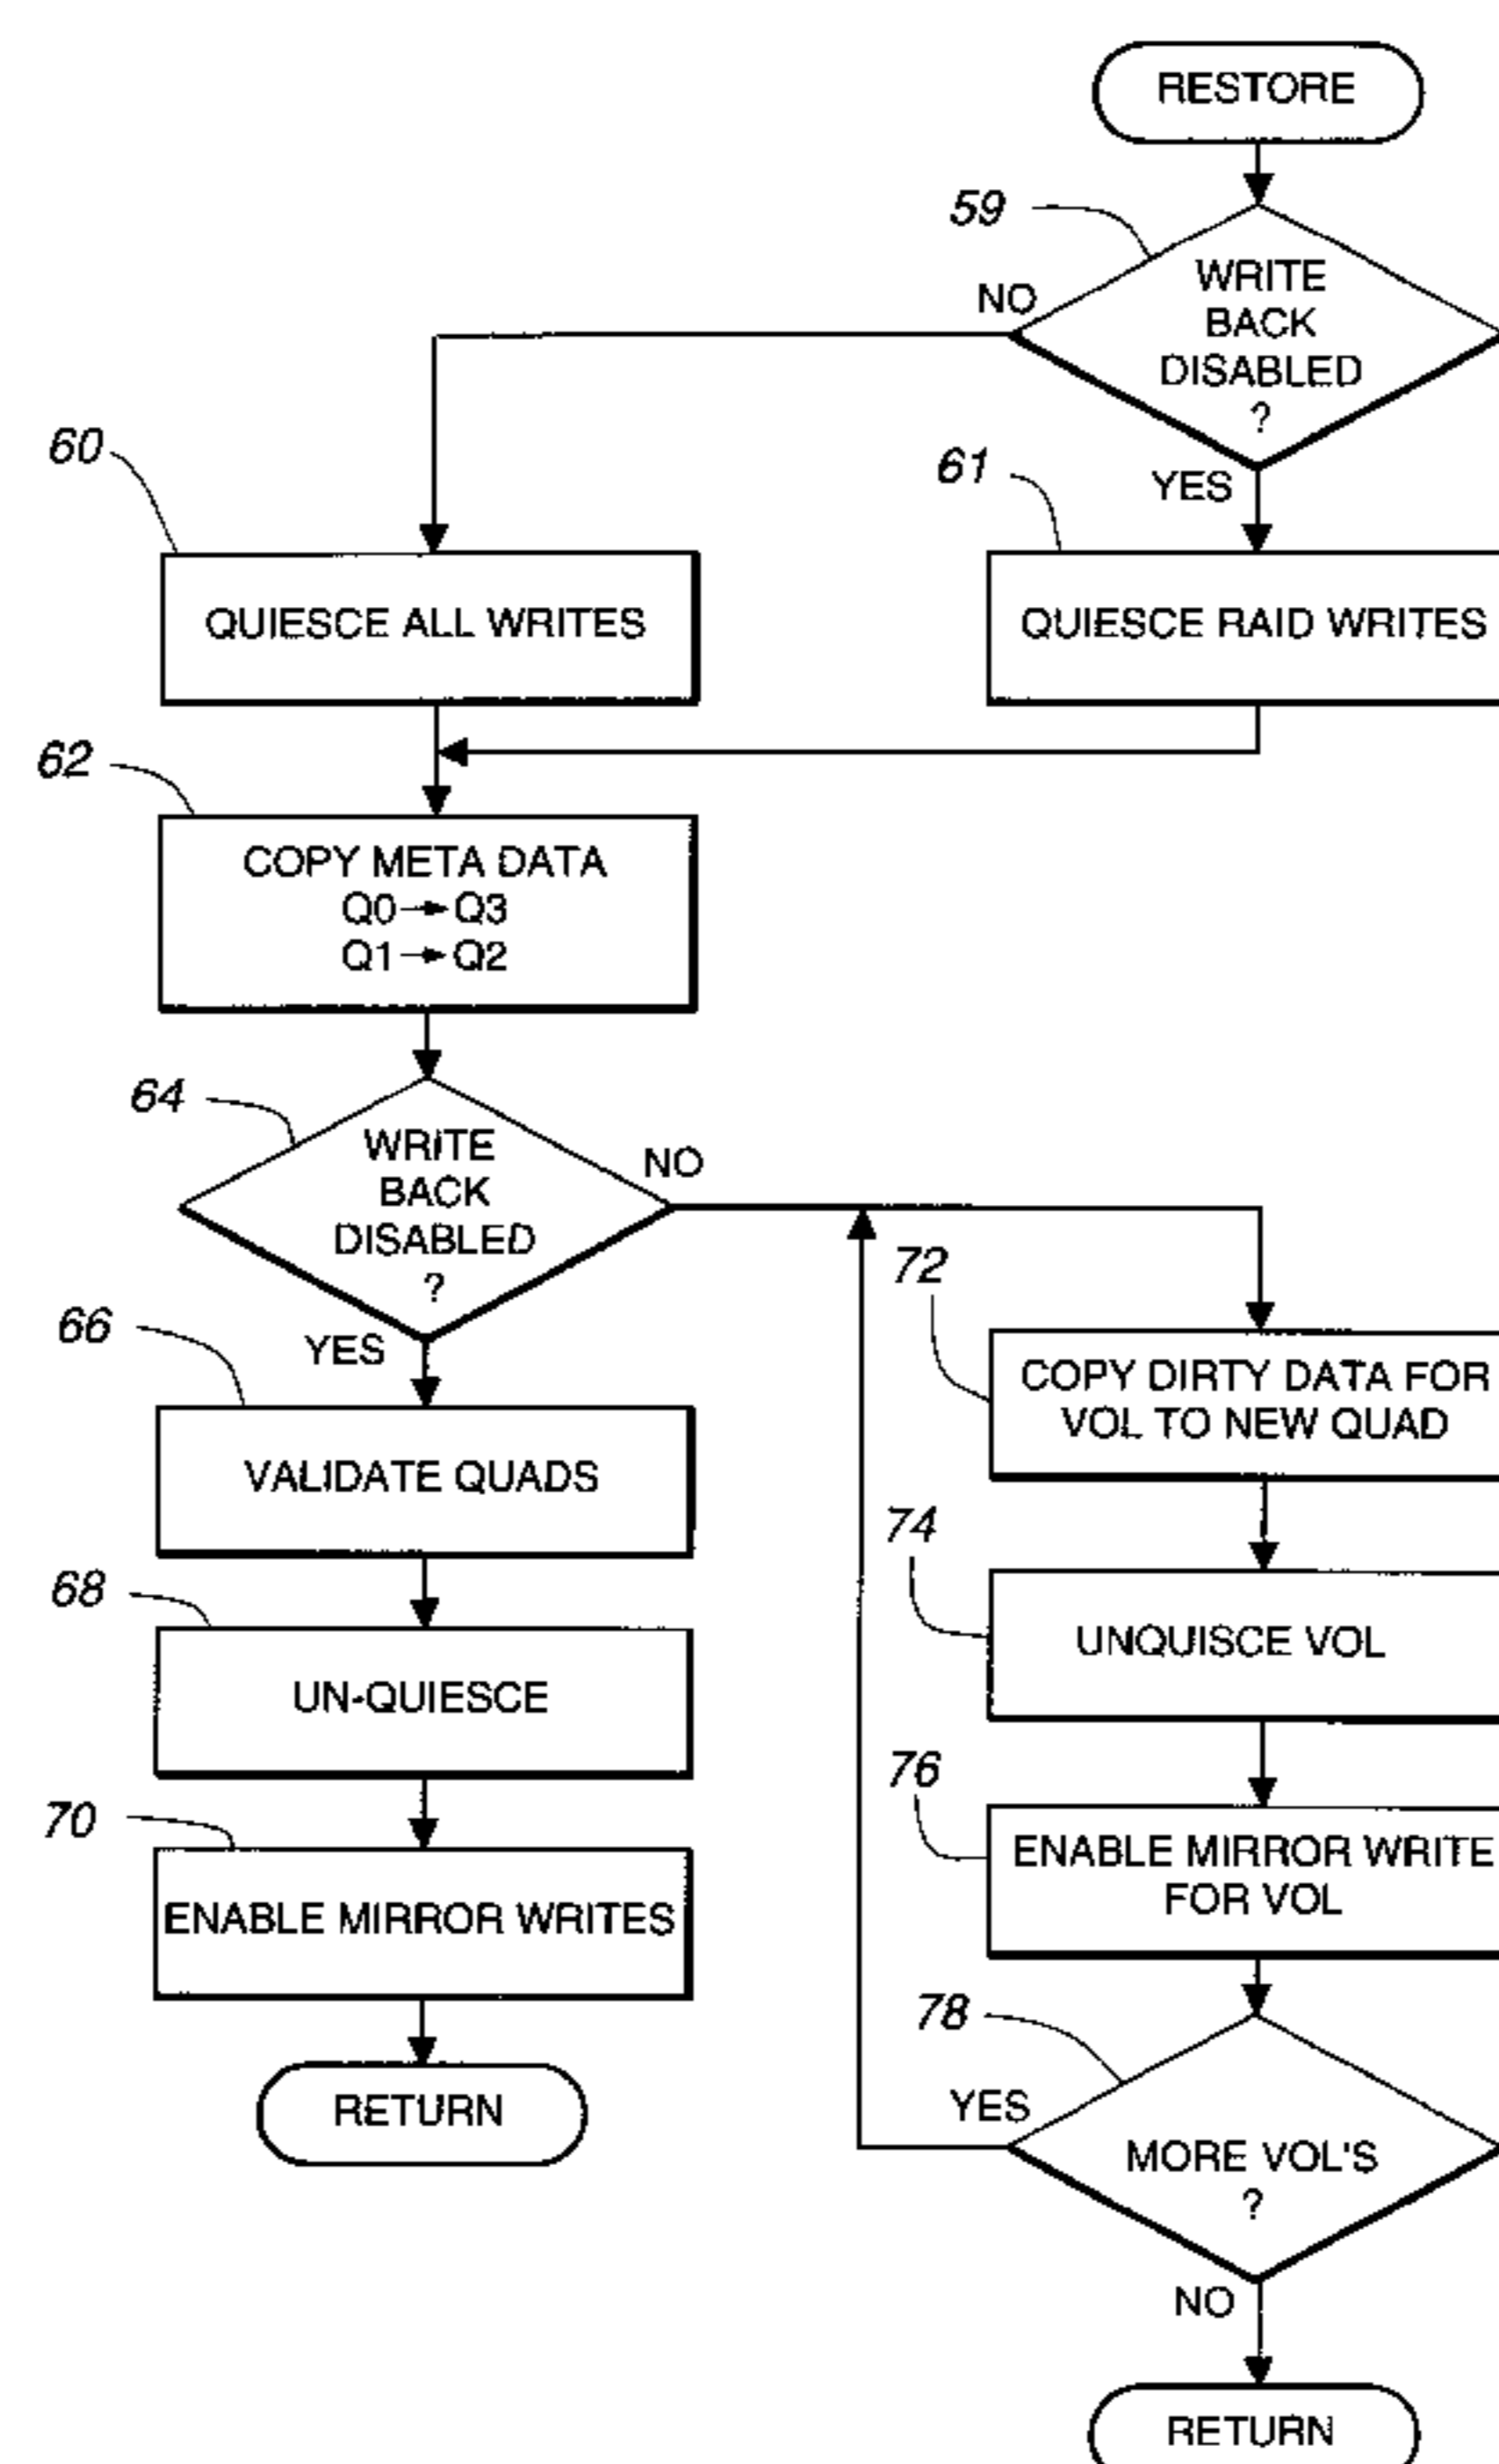 RESTORE
59
WRITE
BACK
DISABLED
?
NO
YES
60
QUIESCE ALL WRITES
61
QUIESCE RAID WRITES
62
COPY META DATA
Q0→Q3
Q1→Q2
64
WRITE
BACK
DISABLED
?
NO
YES
66
VALIDATE QUADS
68
UN-QUIESCE
70
ENABLE MIRROR WRITES
RETURN
72
COPY DIRTY DATA FOR
VOL TO NEW QUAD
74
UNQUISCE VOL
76
ENABLE MIRROR WRITE
FOR VOL
78
YES
MORE VOL'S
?
NO
RETURN